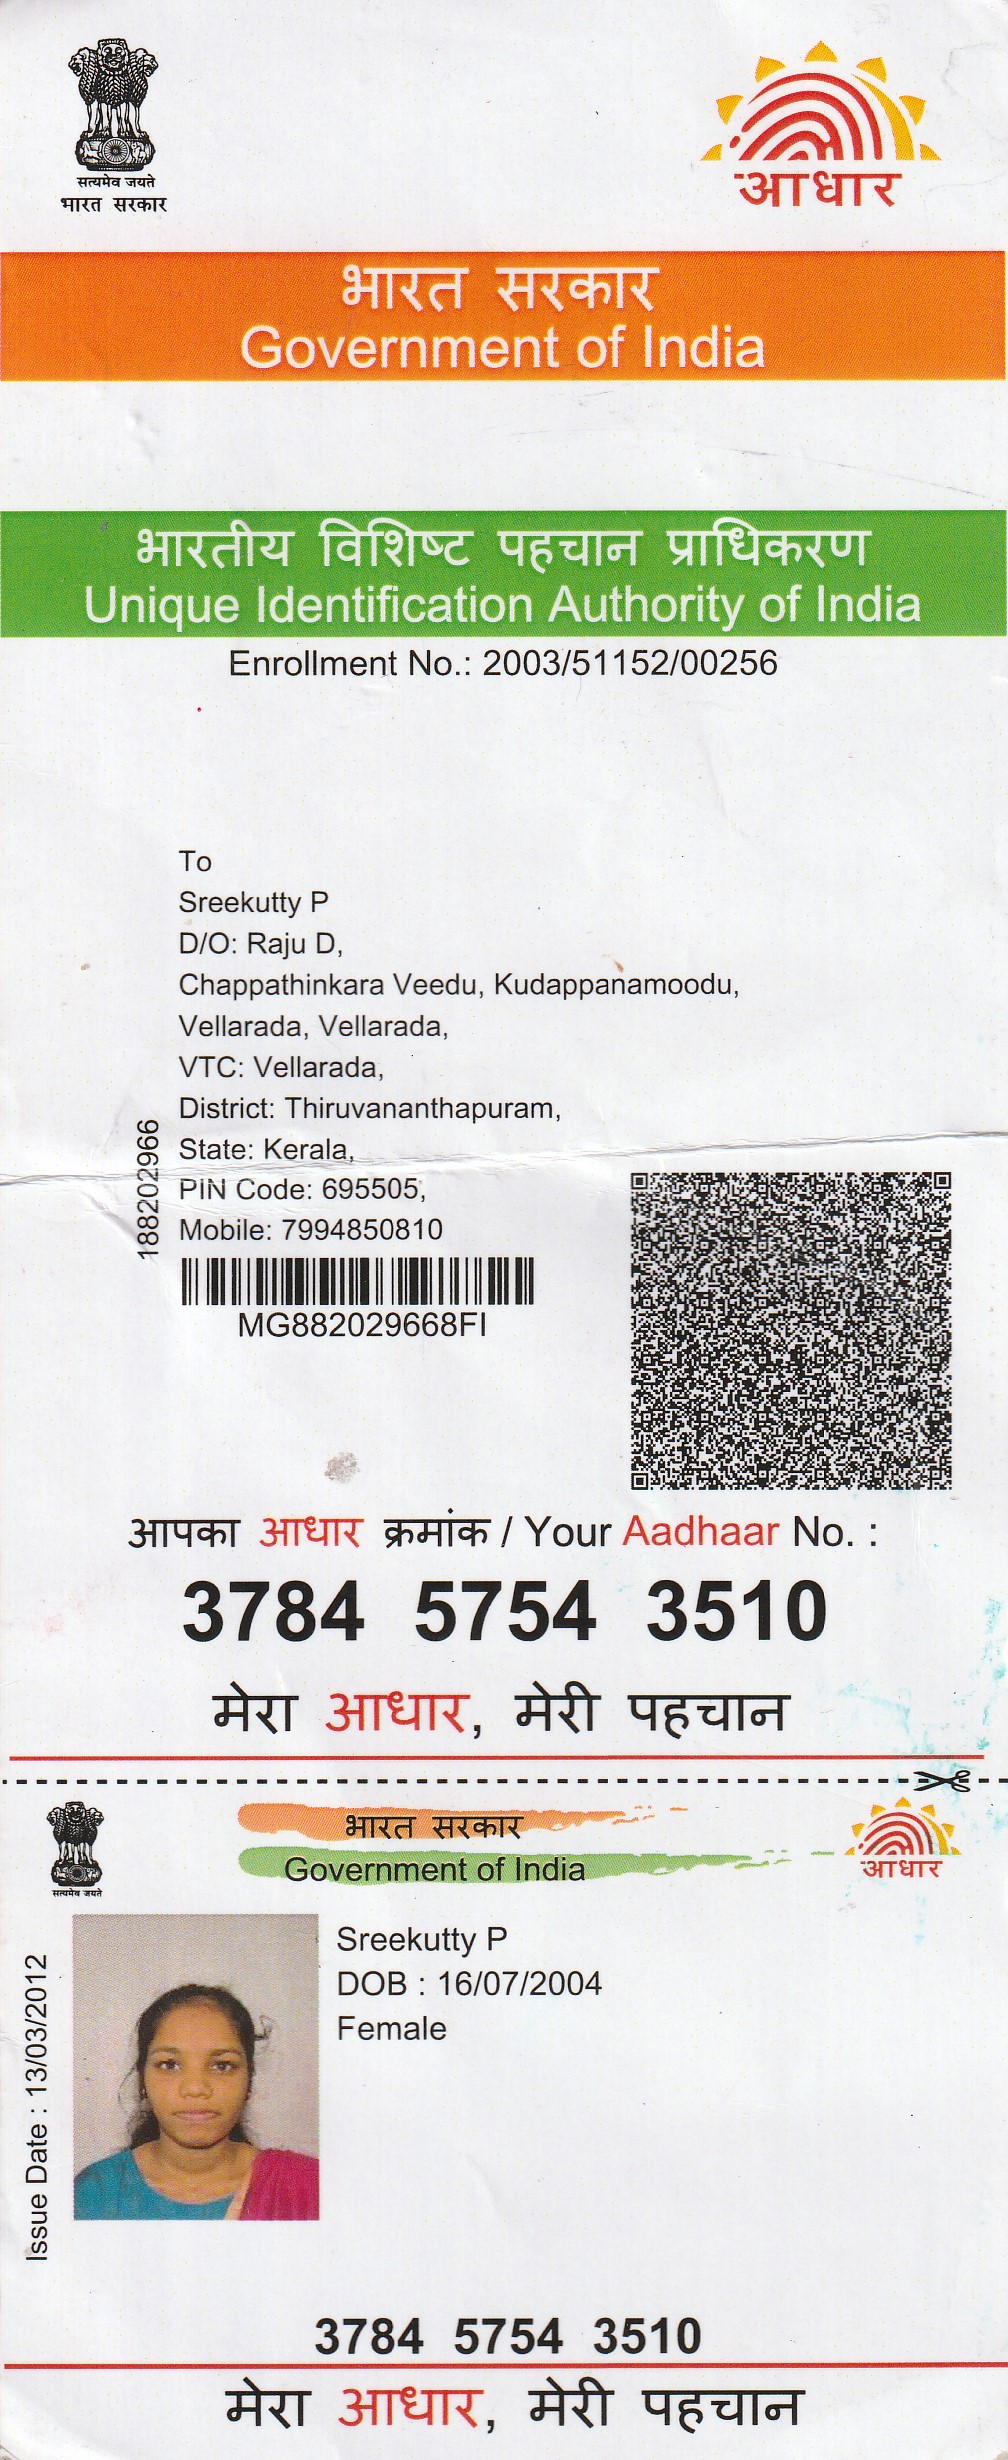 सत्यमेव जयते
भारत सरकार
आधार
भारत सरकार
Government of India
भारतीय विशिष्ट पहचान प्राधिकरण
Unique Identification Authority of India
Enrollment No.: 2003/51152/00256
To
Sreekutty P
D/O: Raju D,
Chappathinkara Veedu, Kudappanamoodu,
Vellarada, Vellarada,
VTC: Vellarada,
District: Thiruvananthapuram,
State: Kerala,
PIN Code: 695505,
Mobile: 7994850810
188202966
MG882029668FI
आपका आधार क्रमांक / Your Aadhaar No. :
3784 5754 3510
मेरा आधार, मेरी पहचान
सत्यमेव जयते
भारत सरकार
Government of India
आधार
Issue Date : 13/03/2012
Sreekutty P
DOB : 16/07/2004
Female
3784 5754 3510
मेरा आधार, मेरी पहचान